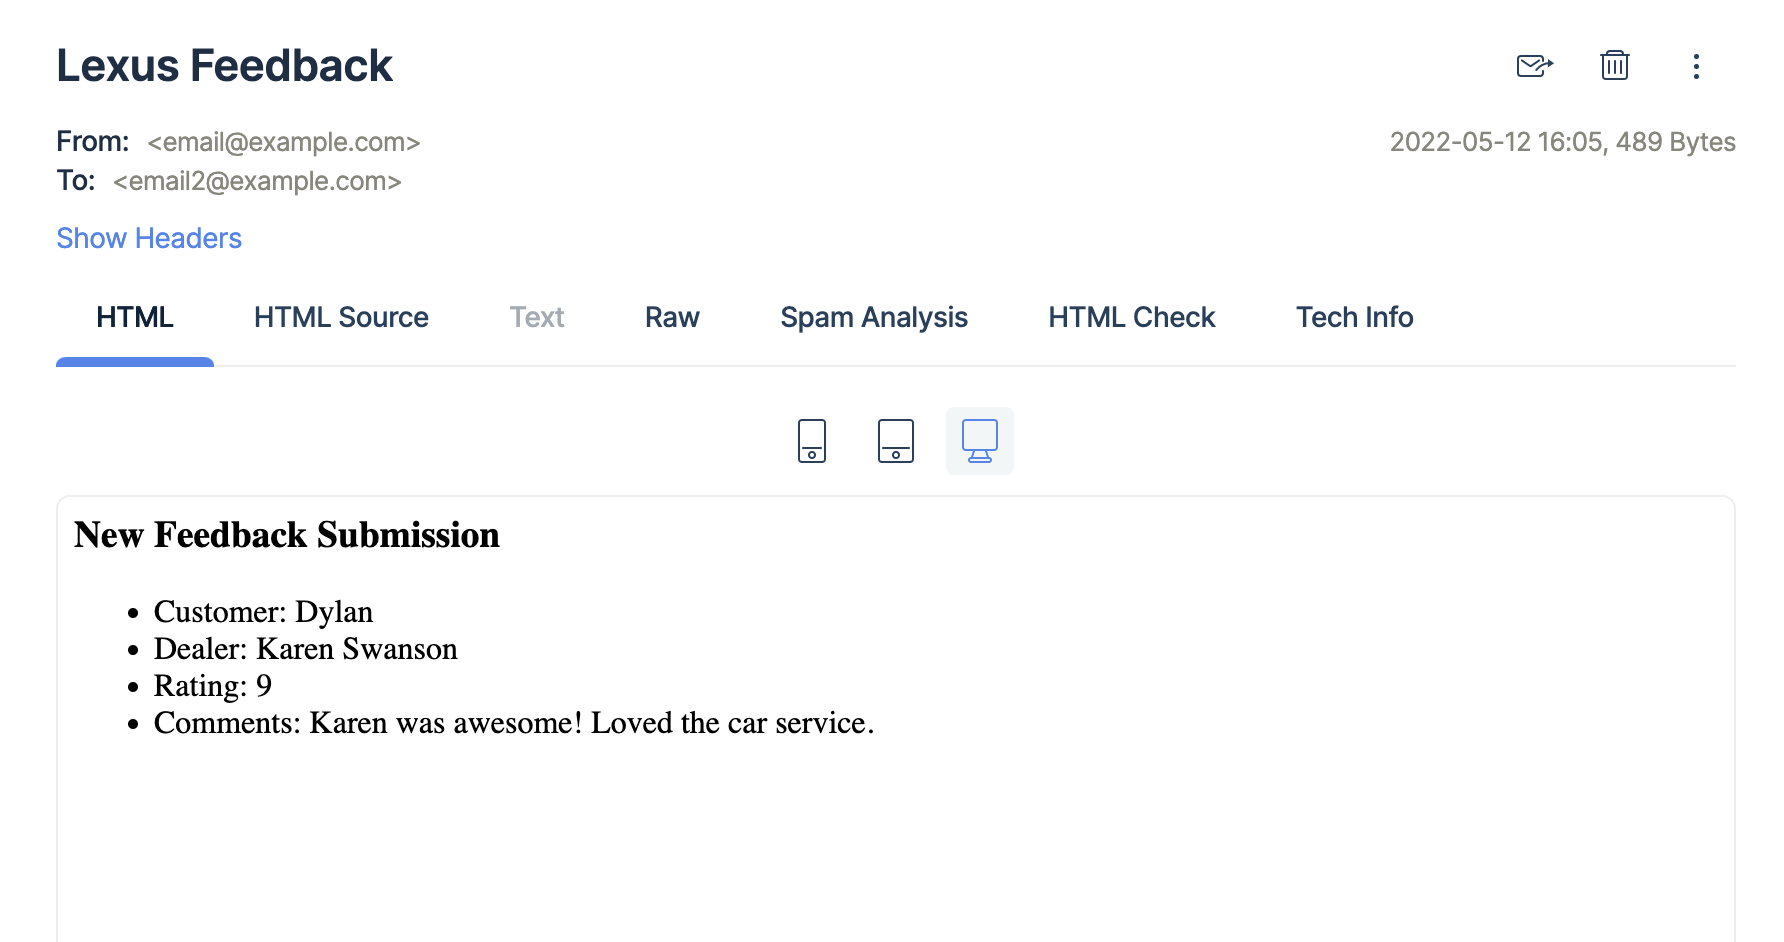 Lexus Feedback
From: <email@example.com>
2022-05-12 16:05, 489 Bytes
To: <email2@example.com>
Show Headers
HTML HTML Source Text Raw Spam Analysis HTML Check Tech Info
New Feedback Submission
• Customer: Dylan
• Dealer: Karen Swanson
• Rating: 9
• Comments: Karen was awesome! Loved the car service.